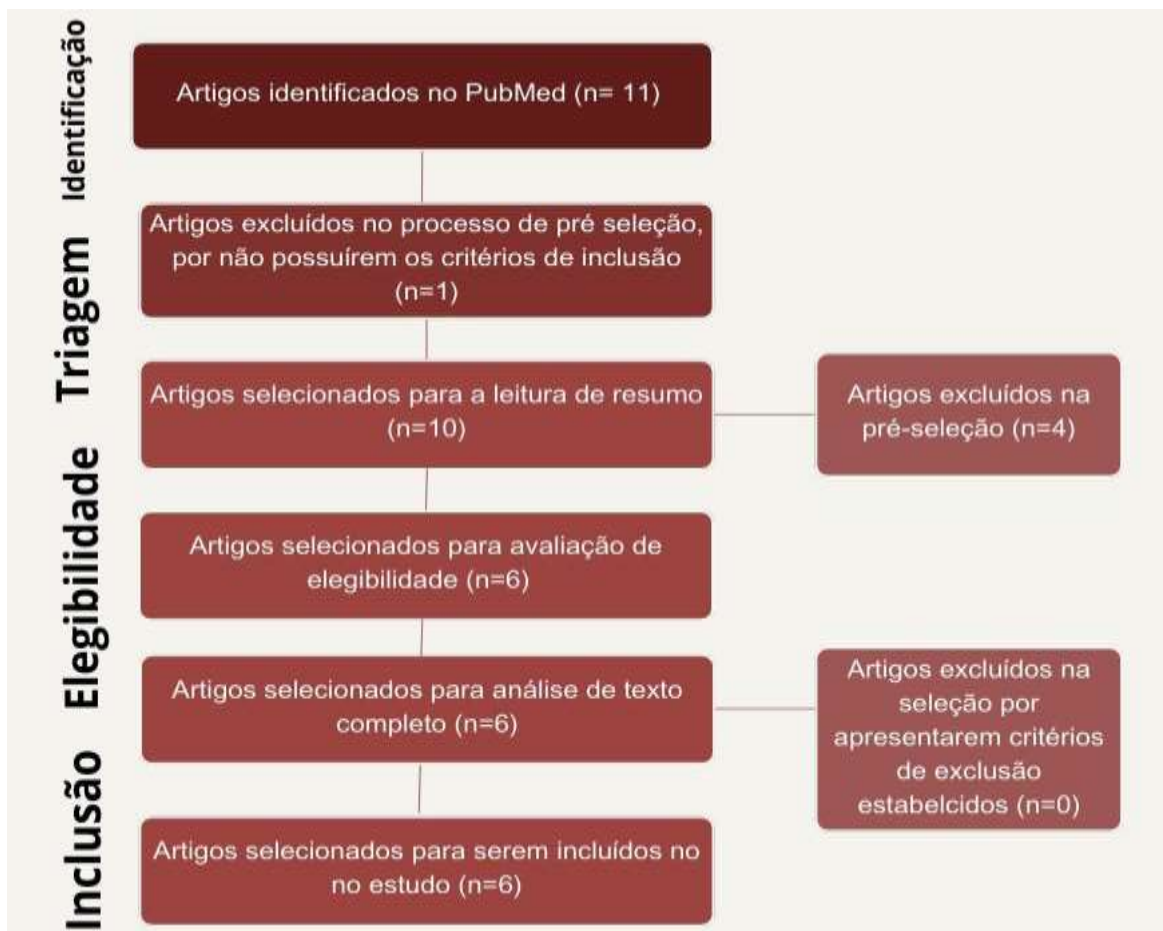 Identificação
Artigos identificados no PubMed (n= 11)
Triagem
Artigos excluídos no processo de pré seleção,
por não possuírem os critérios de inclusão
(n=1)
Artigos selecionados para a leitura de resumo
(n=10)
Artigos excluídos na
pré-seleção (n=4)
Elegibilidade
Artigos selecionados para avaliação de
elegibilidade (n=6)
Artigos selecionados para análise de texto
completo (n=6)
Artigos excluídos na
seleção por
apresentarem critérios
de exclusão
estabelcidos (n=0)
Inclusão
Artigos selecionados para serem incluídos no
no estudo (n=6)